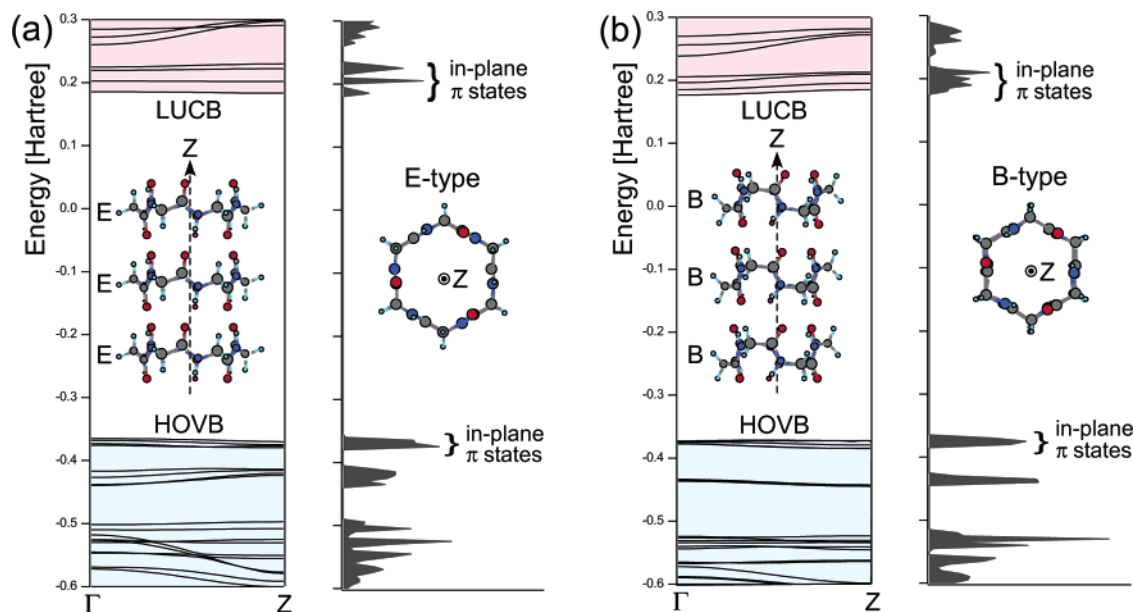 (a)
Energy [Hartree]
0.3
0.2
0.1
0.0
-0.1
-0.2
-0.3
-0.4
-0.5
-0.6
LUCB
Z
E
E
E
HOVB
Γ
Z
in-plane
π states
E-type
Z
in-plane
π states
(b)
Energy [Hartree]
0.3
0.2
0.1
0.0
-0.1
-0.2
-0.3
-0.4
-0.5
-0.6
LUCB
Z
B
B
B
HOVB
Γ
Z
in-plane
π states
B-type
Z
in-plane
π states